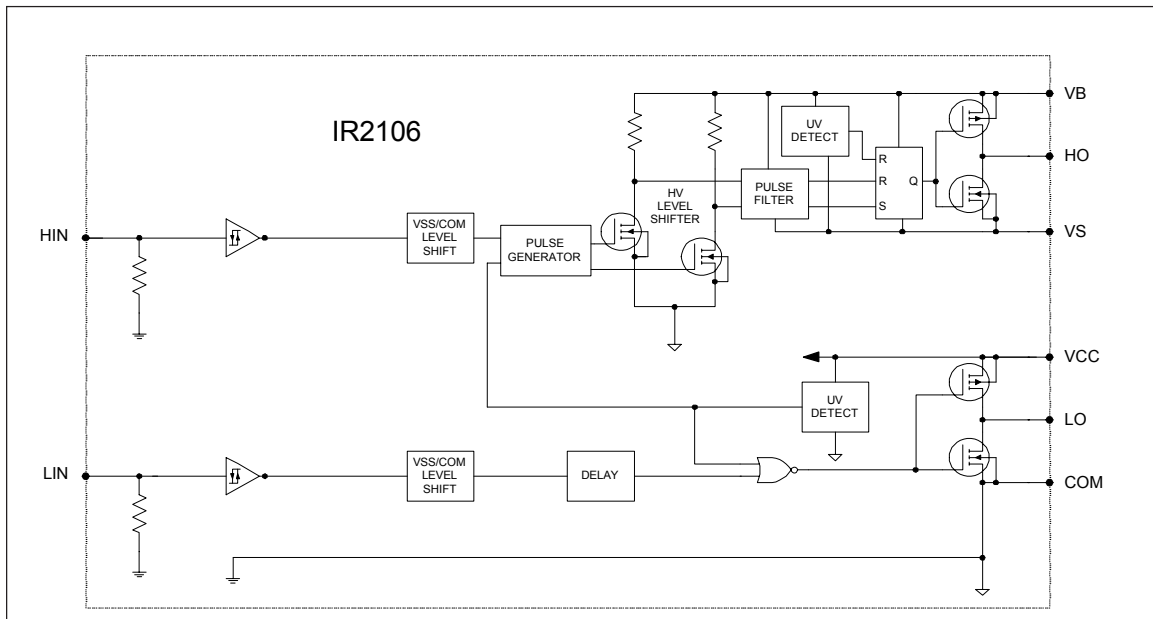 IR2106
VB
UV
DETECT
HO
R
R
Q
S
PULSE
FILTER
HV
LEVEL
SHIFTER
VS
HIN
VSS/COM
LEVEL
SHIFT
PULSE
GENERATOR
VCC
UV
DETECT
LO
LIN
VSS/COM
LEVEL
SHIFT
DELAY
COM